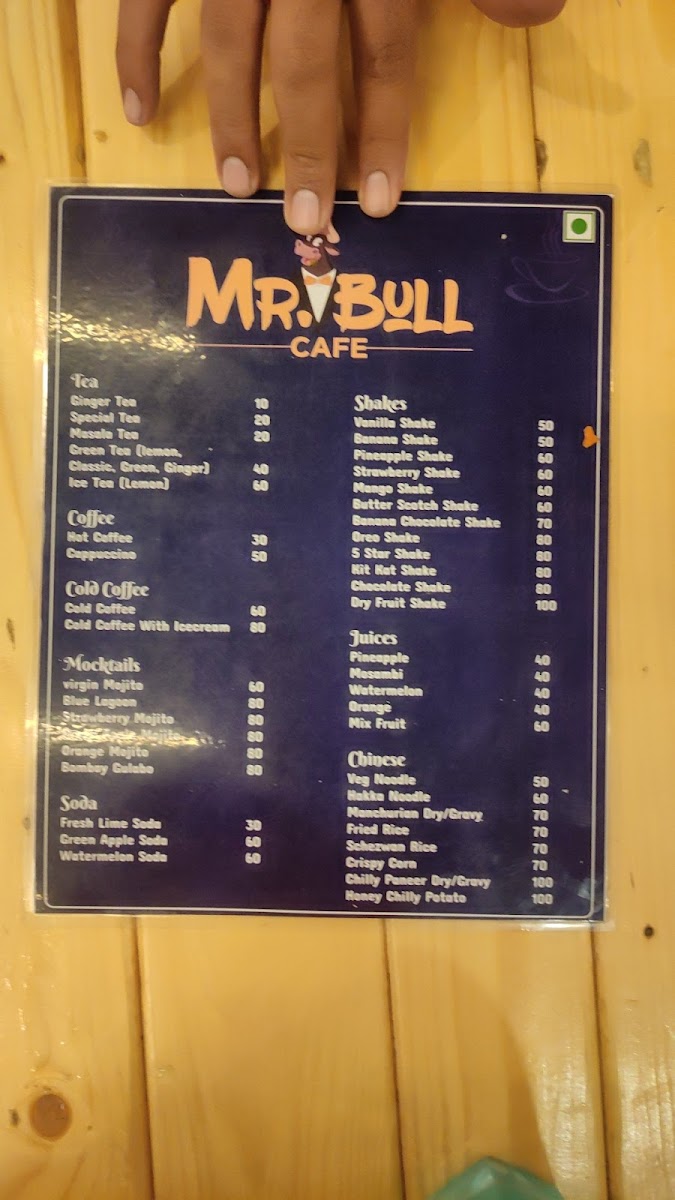 MR. BULL
CAFE
Tea
Ginger Tea 10
Special Tea 20
Masala Tea 20
Green Tea (lemon,
Classic, Green, Ginger) 40
Ice Tea (Lemon) 60
Coffee
Hot Coffee 30
Cappuccino 50
Cold Coffee
Cold Coffee 60
Cold Coffee With Icecream 80
Mocktails
virgin Mojito 60
Blue Lagoon 80
Strawberry Mojito 80
Mojito 80
Orange Mojito 80
Bombay Gulabo 80
Soda
Fresh Lime Soda 30
Green Apple Soda 60
Watermelon Soda 60
Shakes
Vanilla Shake 50
Banana Shake 50
Pineapple Shake 60
Strawberry Shake 60
Mango Shake 60
Butter Scotch Shake 60
Banana Chocolate Shake 70
Oreo Shake 80
5 Star Shake 80
Kit Kat Shake 80
Chocolate Shake 80
Dry Fruit Shake 100
Juices
Pineapple 40
Mosambi 40
Watermelon 40
Orange 40
Mix Fruit 60
Chinese
Veg Noodle 50
Hakka Noodle 60
Manchurian Dry/Gravy 70
Fried Rice 70
Schezwan Rice 70
Crispy Corn 70
Chilly Paneer Dry/Gravy 100
Honey Chilly Potato 100